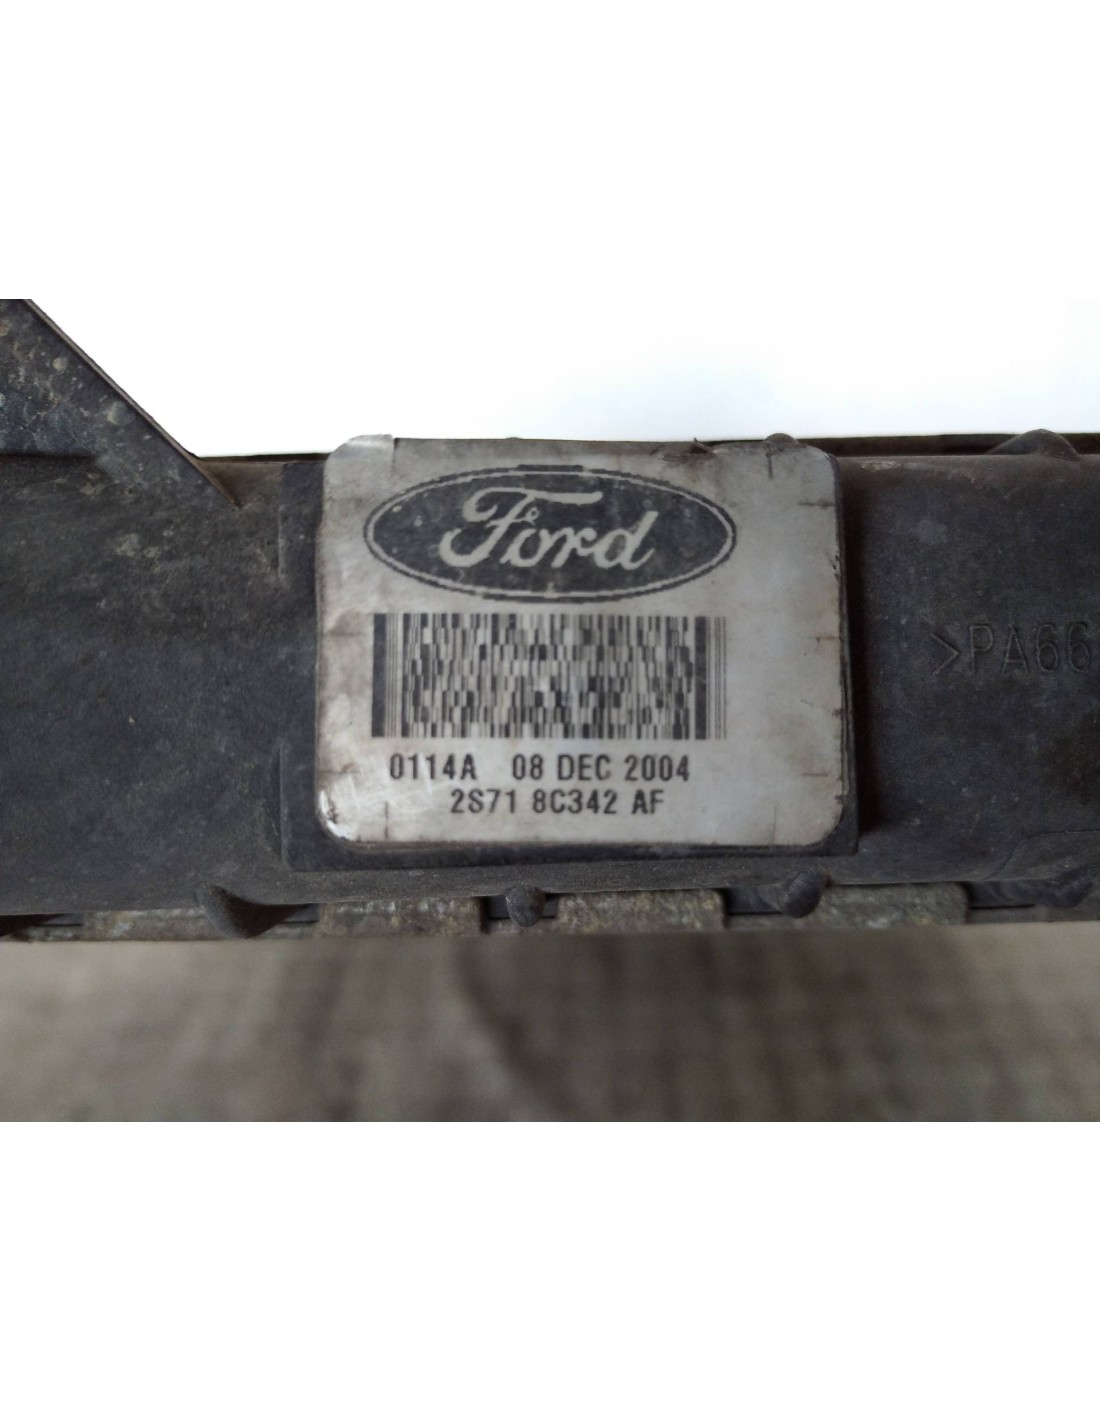 Ford
>PA66
0114A 08 DEC 2004
2S71 8C342 AF